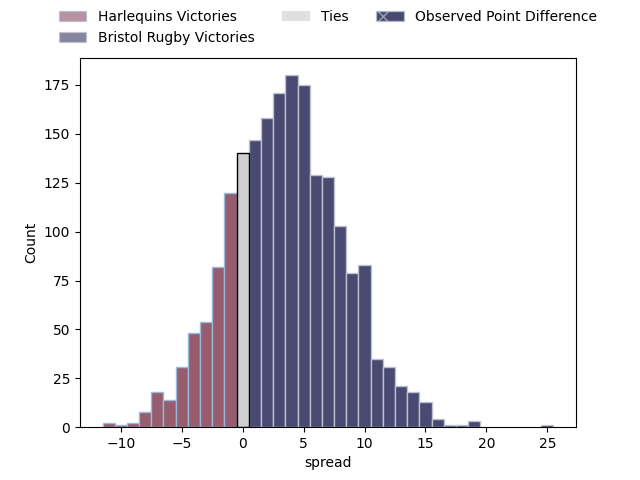 Harlequins Victories
Bristol Rugby Victories
Ties
Observed Point Difference
175
150
125
100
75
50
25
0
Count
−10 −5 0 5 10 15 20 25
spread